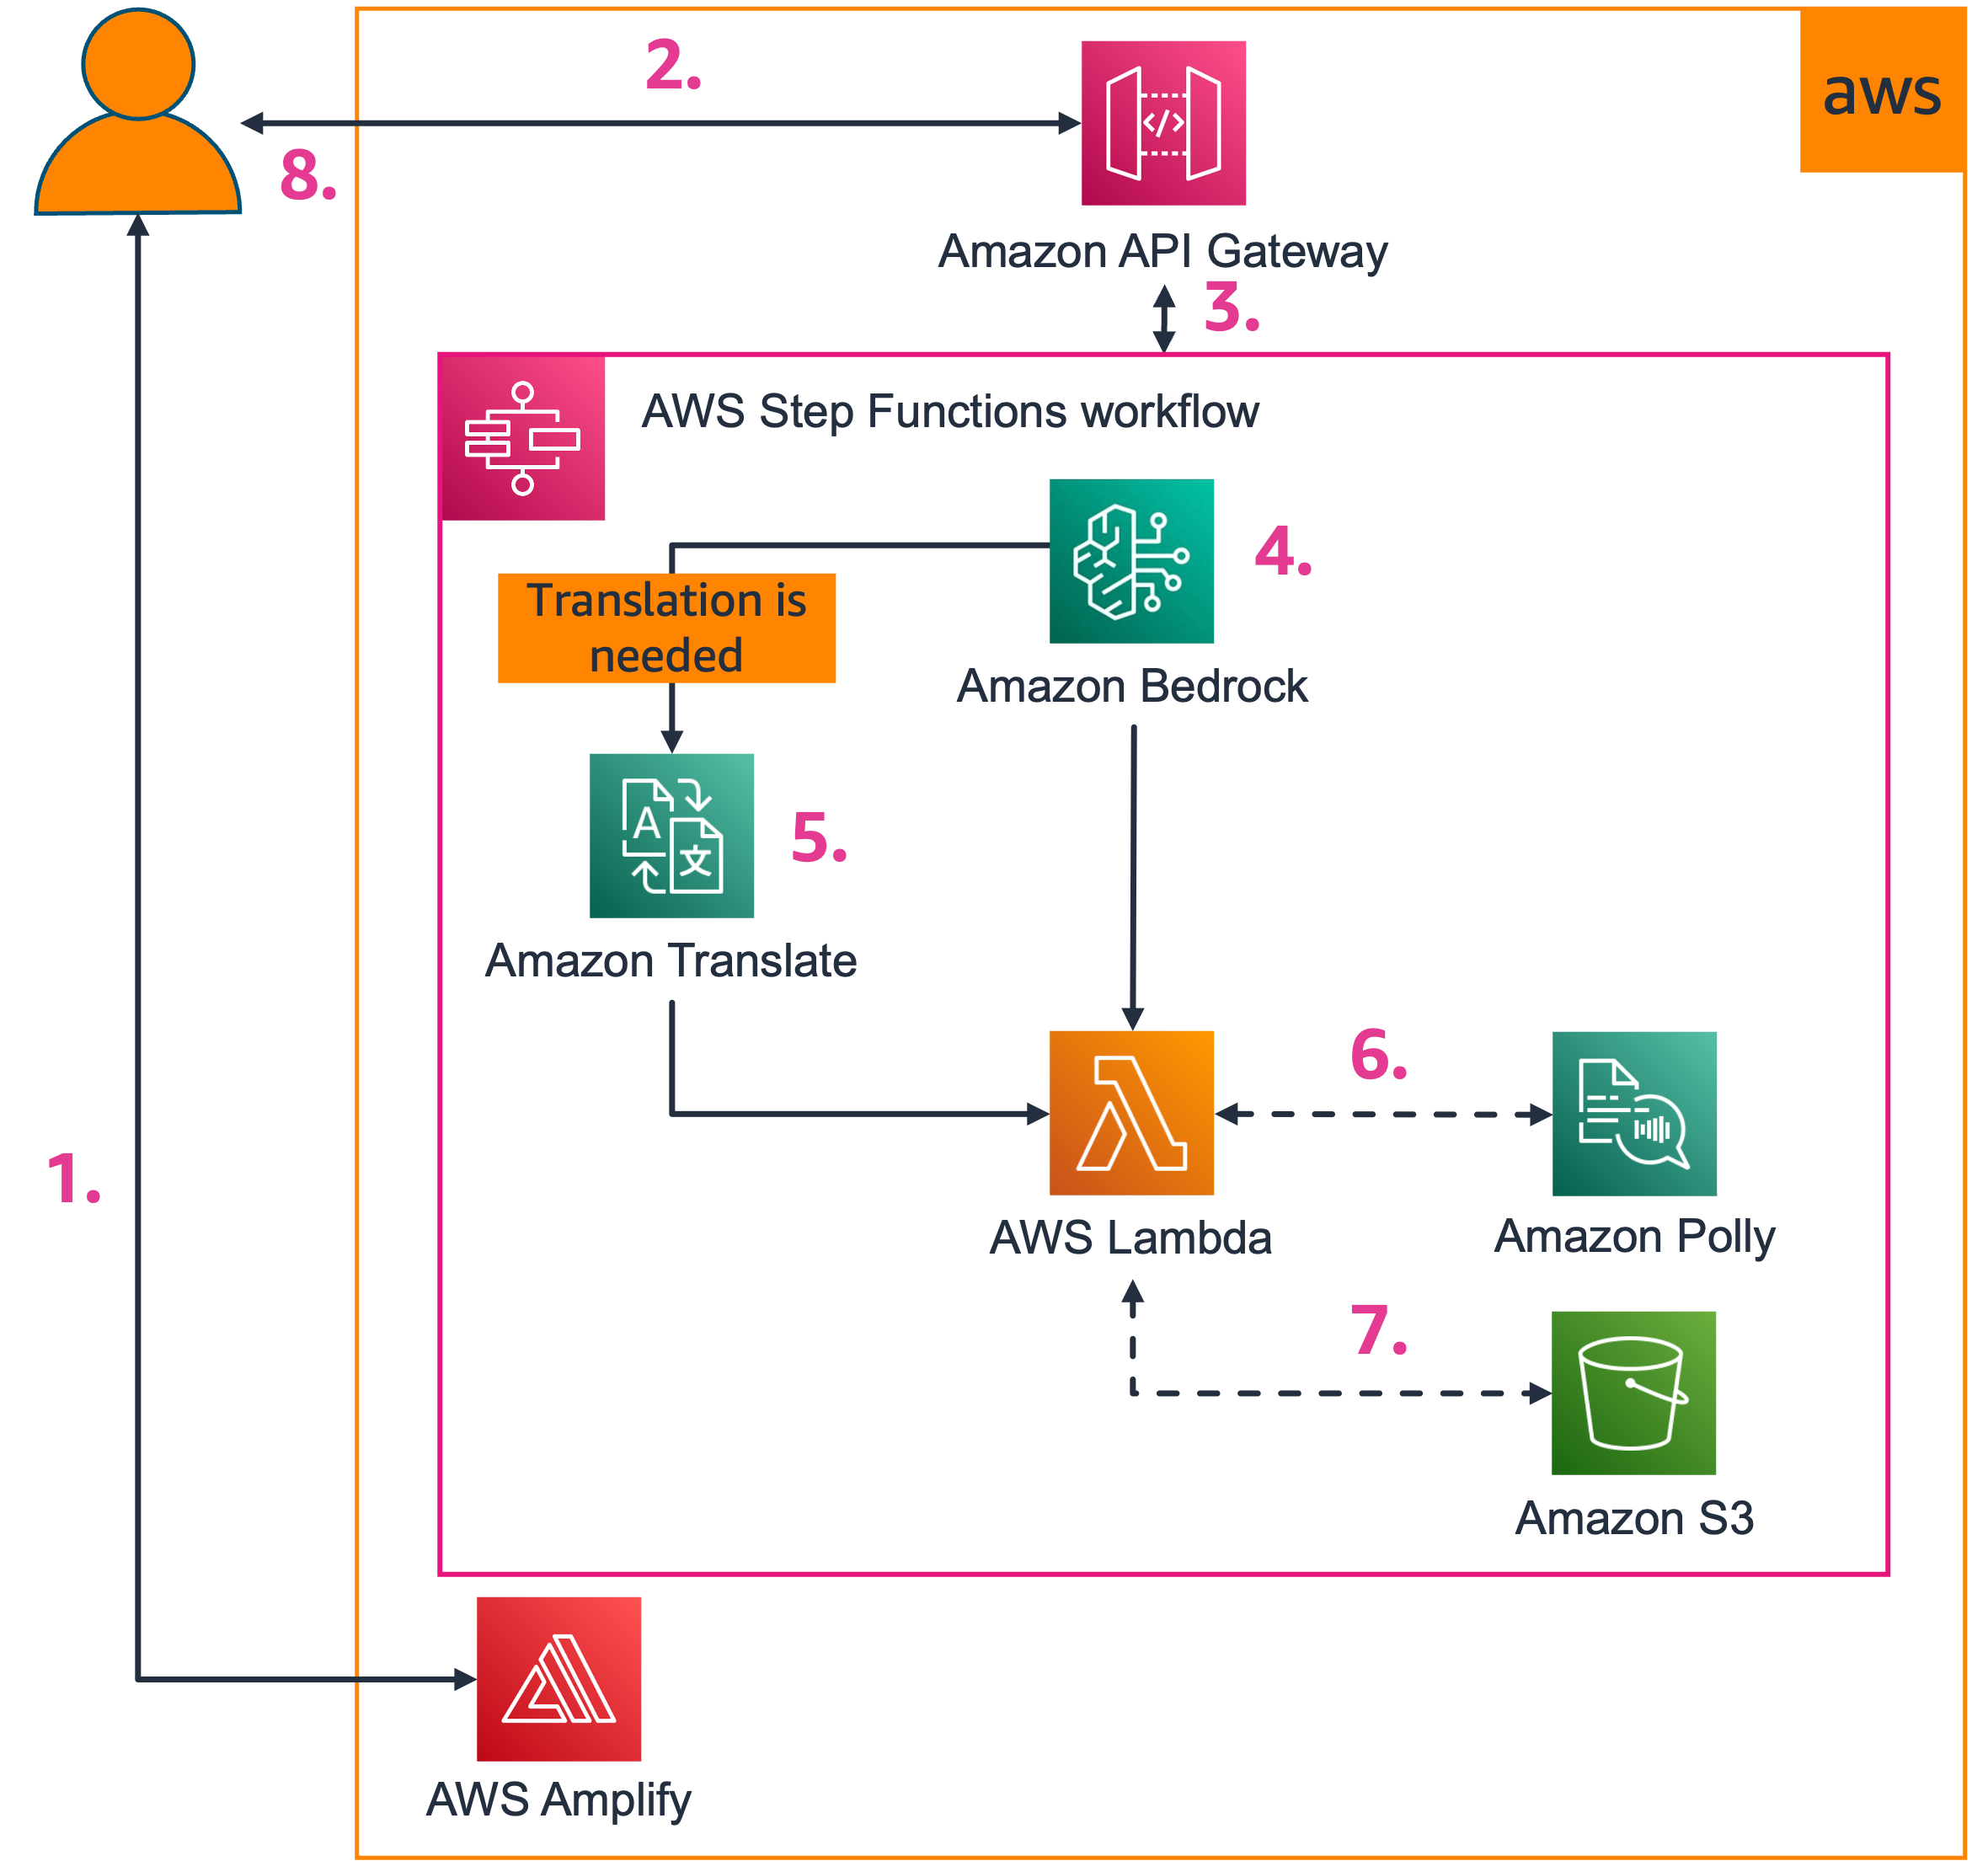 2.
aws
8.
Amazon API Gateway
3.
AWS Step Functions workflow
4.
Translation is
needed
Amazon Bedrock
A
文
5.
Amazon Translate
6.
1.
AWS Lambda
Amazon Polly
7.
Amazon S3
AWS Amplify